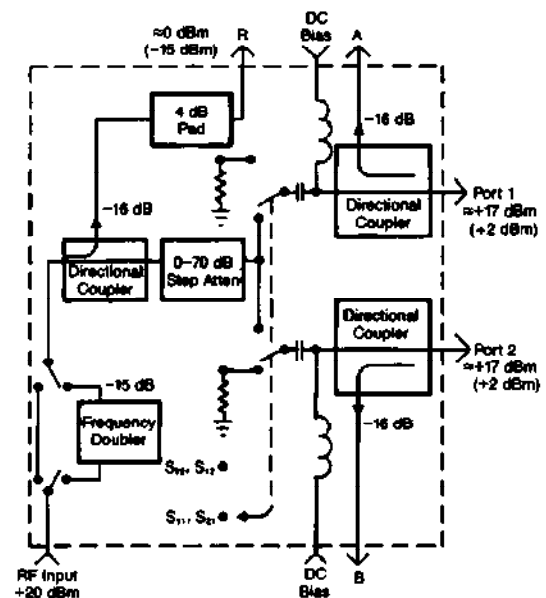 ≈0 dBm
(-15 dBm)
R
DC
Bias
A
4 dB
Pad
-16 dB
-16 dB
Directional
Coupler
Port 1
≈+17 dBm
(+2 dBm)
Directional
Coupler
0-70 dB
Step Atten
Directional
Coupler
Port 2
≈+17 dBm
(+2 dBm)
-15 dB
-16 dB
Frequency
Doubler
S₂₂, S₁₂
S₁₁, S₂₁
RF Input
+20 dBm
DC
Bias
B